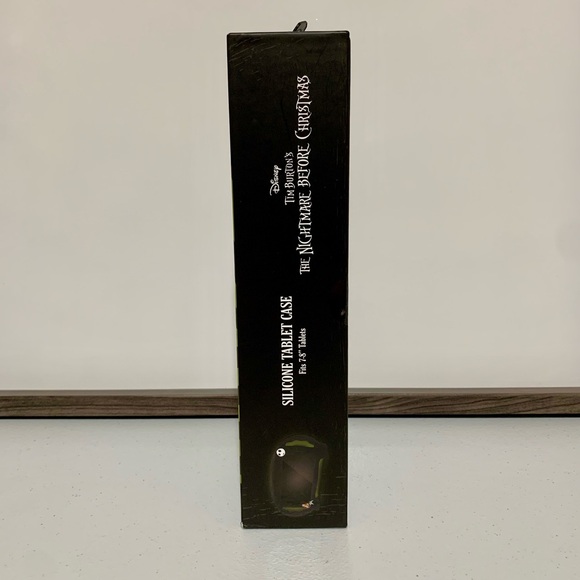 Disney
Tim Burton's
The Nightmare Before Christmas
SILICONE TABLET CASE
Fits 7-8" Tablets